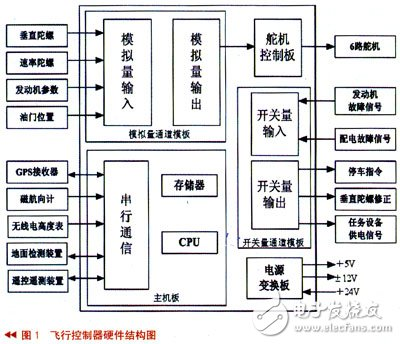 垂直陀螺
速率陀螺
发动机参数
油门位置
模拟量输入
模拟量输出
模拟量通道模板
舵机控制板
6路舵机
开关量输入
开关量输出
开关量通道模板
发动机故障信号
配电故障信号
停车指令
垂直陀螺修正
任务设备供电信号
GPS接收器
磁航向计
无线电高度表
地面检测装置
遥控遥测装置
串行通信
存储器
CPU
主机板
电源变换板
+5V
±12V
+24V
图 1 飞行控制器硬件结构图
电子发烧友
www.elecfans.com